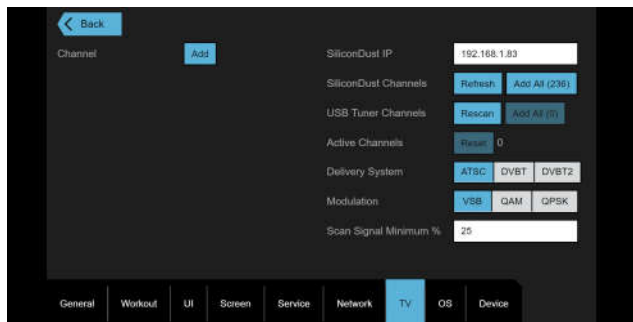 Back
Channel Add SiliconDust IP 192.168.1.83
SiliconDust Channels Refresh Add All (236)
USB Tuner Channels Rescan Add All (0)
Active Channels Reset 0
Delivery System ATSC DVBT DVBT2
Modulation VSB QAM QPSK
Scan Signal Minimum % 25
General Workout UI Screen Service Network TV OS Device